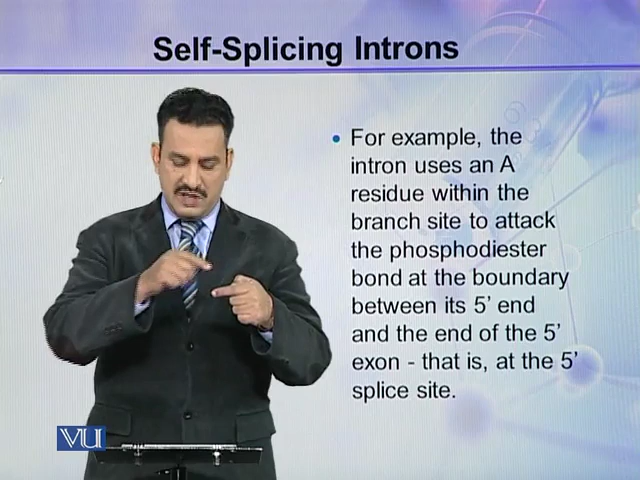 Self-Splicing Introns
• For example, the
intron uses an A
residue within the
branch site to attack
the phosphodiester
bond at the boundary
between its 5’ end
and the end of the 5’
exon - that is, at the 5’
splice site.
VU